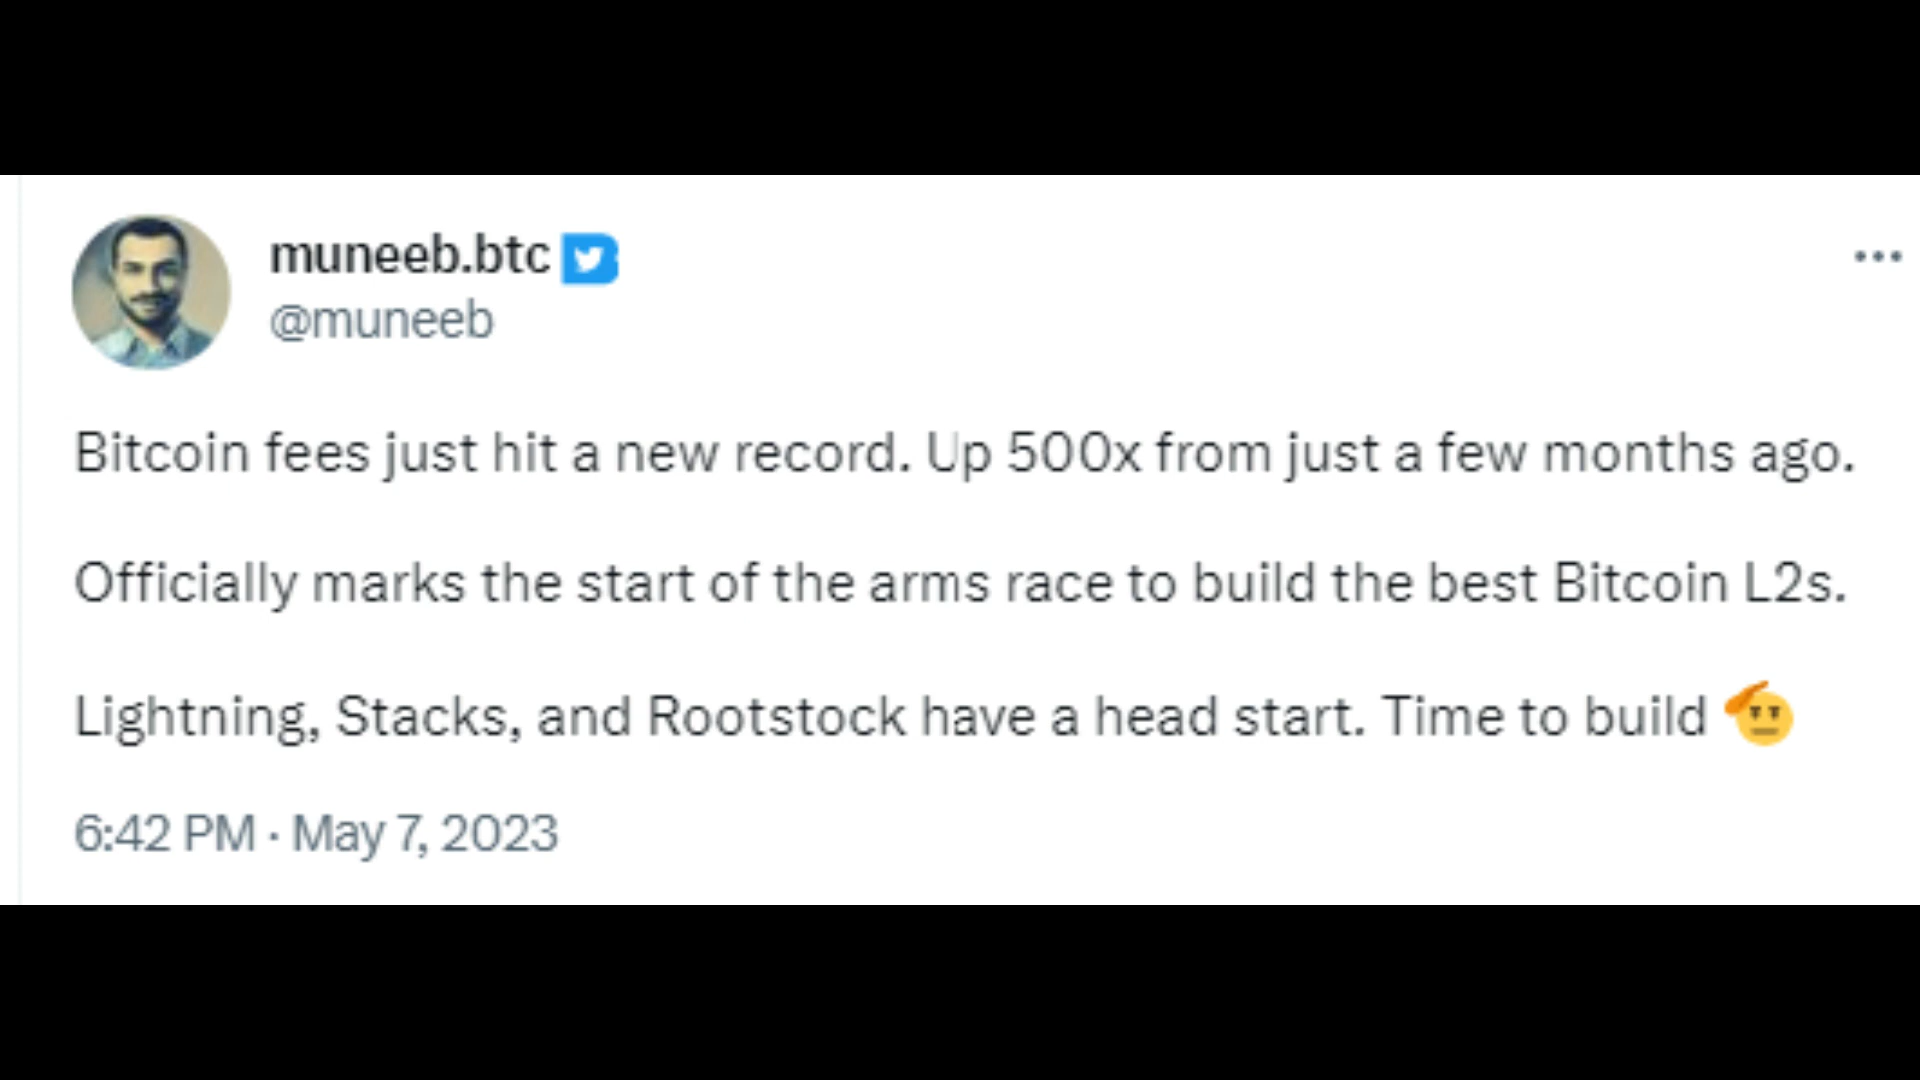 muneeb.btc
@muneeb
Bitcoin fees just hit a new record. Up 500x from just a few months ago.
Officially marks the start of the arms race to build the best Bitcoin L2s.
Lightning, Stacks, and Rootstock have a head start. Time to build 🫡
6:42 PM · May 7, 2023